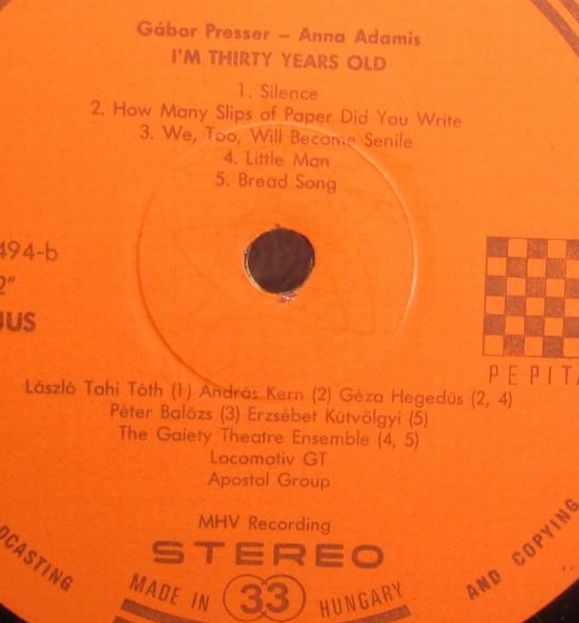 Gábor Presser – Anna Adamis
I'M THIRTY YEARS OLD
1. Silence
2. How Many Slips of Paper Did You Write
3. We, Too, Will Become Senile
4. Little Man
5. Bread Song
494-b
2"
JUS
PEPITA
László Tahi Tóth (1) András Kern (2) Géza Hegedüs (2, 4)
Péter Balázs (3) Erzsébet Kútvölgyi (5)
The Gaiety Theatre Ensemble (4, 5)
Locomotiv GT
Apostol Group
MHV Recording
STEREO
DCASTING
MADE IN 33 HUNGARY
AND COPYING